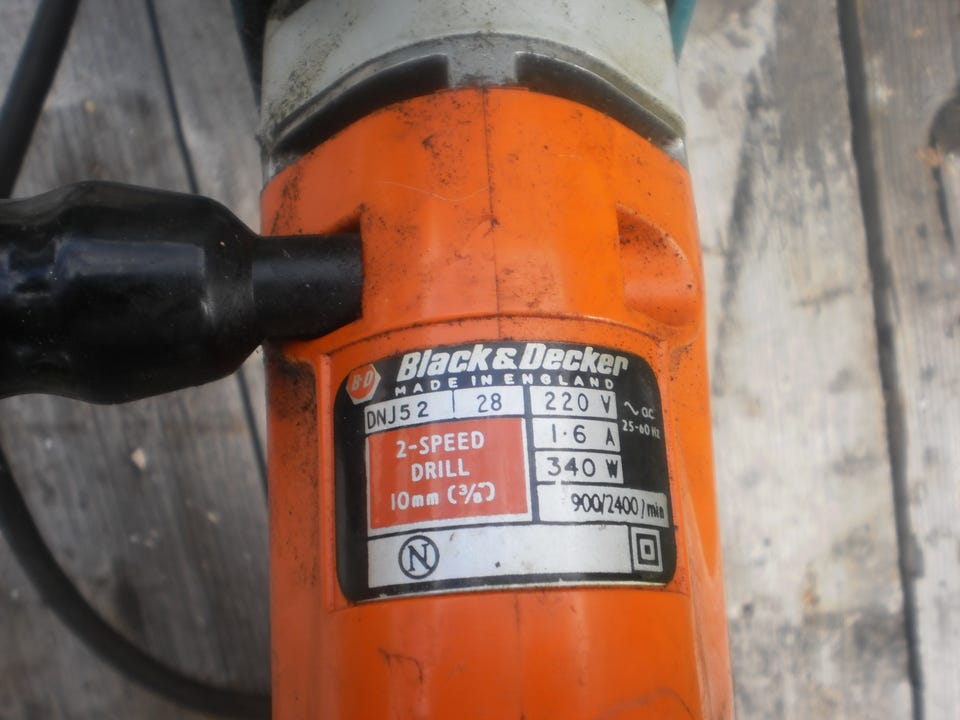 B·D Black & Decker
MADE IN ENGLAND
DNJ52 | 28
220 V
~ a.c.
25-60 Hz
1·6 A
340 W
900/2400/min
2-SPEED
DRILL
10mm (3/8")
N